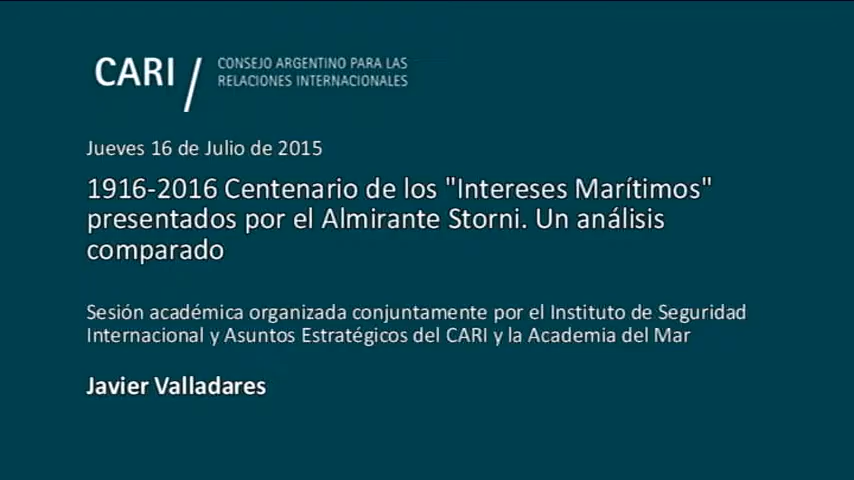 CARI / CONSEJO ARGENTINO PARA LAS
RELACIONES INTERNACIONALES
Jueves 16 de Julio de 2015
1916-2016 Centenario de los "Intereses Marítimos"
presentados por el Almirante Storni. Un análisis
comparado
Sesión académica organizada conjuntamente por el Instituto de Seguridad
Internacional y Asuntos Estratégicos del CARI y la Academia del Mar
Javier Valladares